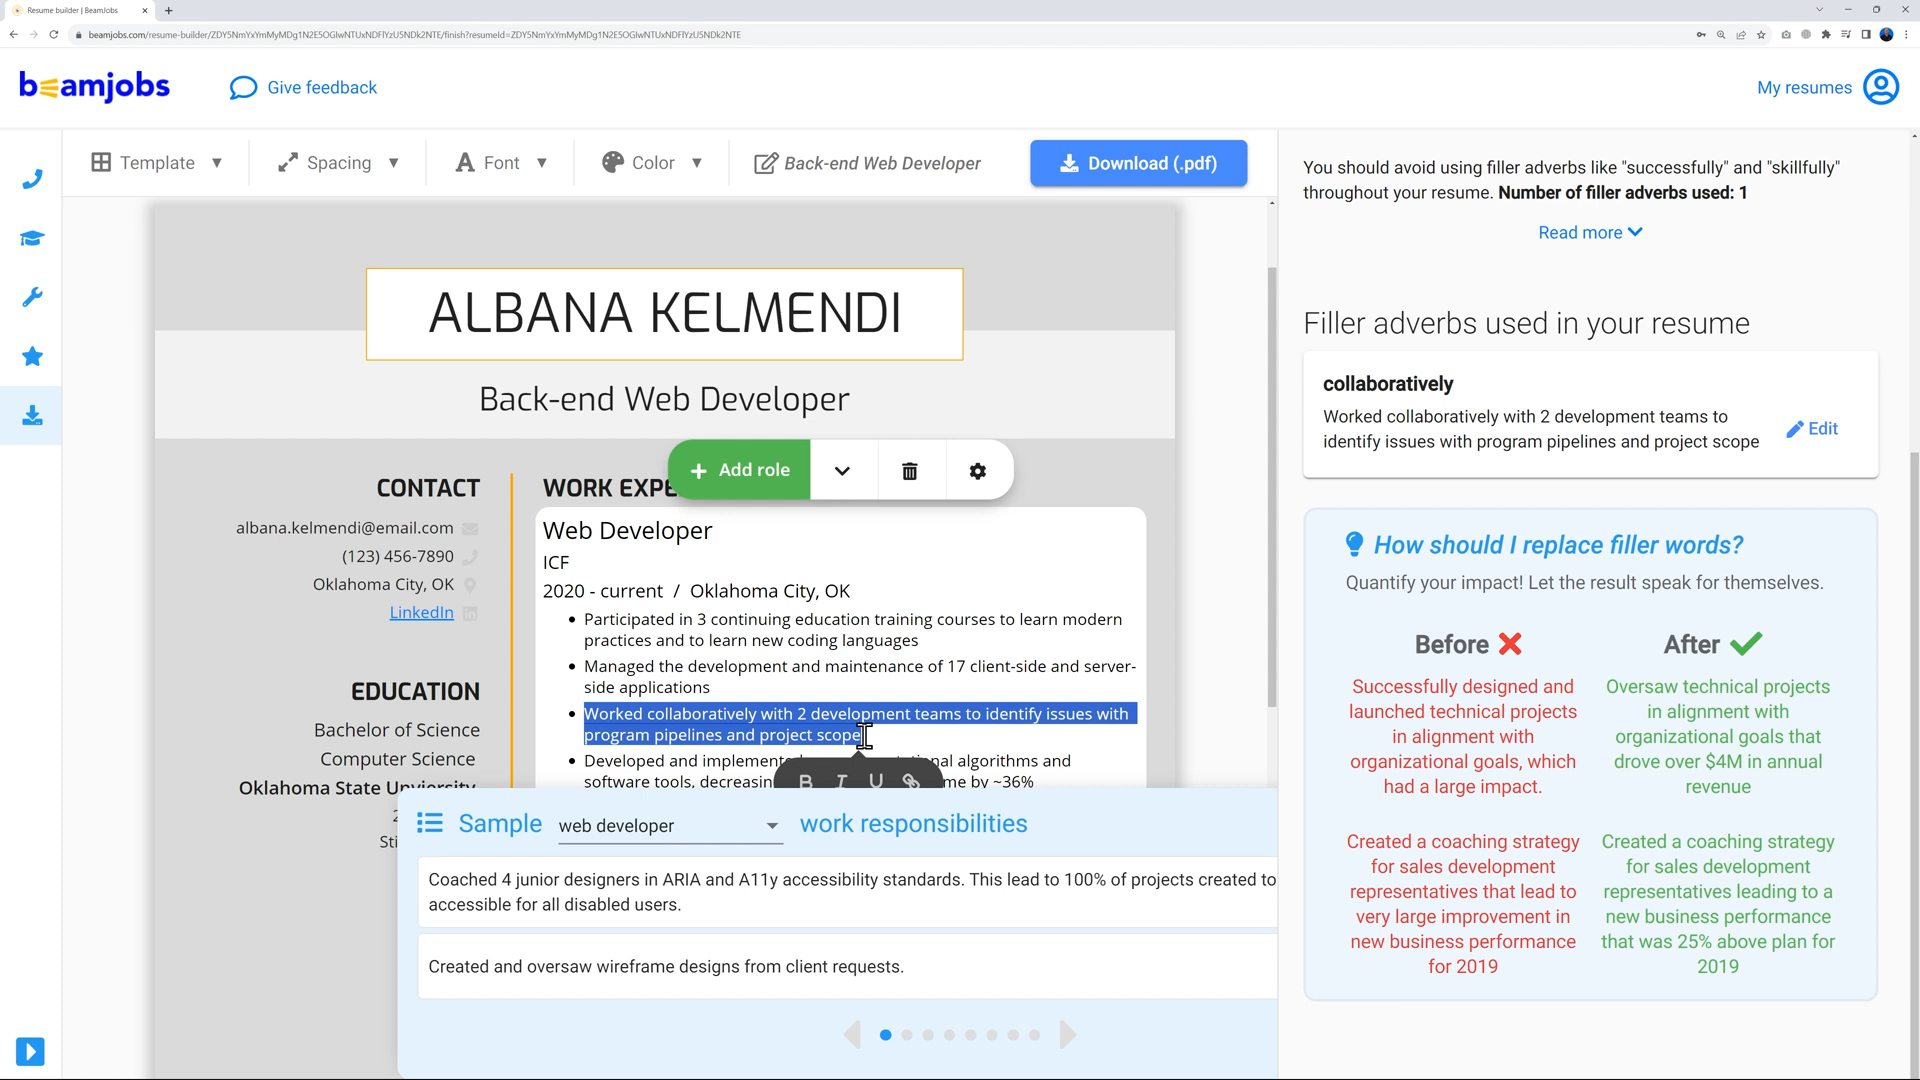 Resume builder | BeamJobs
beamjobs.com/resume-builder/ZDY5NmYxYmMyMDg1N2E5OGIwNTUxNDFlYzU5NDk2NTE/finish?resumeId=ZDY5NmYxYmMyMDg1N2E5OGIwNTUxNDFlYzU5NDk2NTE
beamjobs
Give feedback
My resumes
Template
Spacing
Font
Color
Back-end Web Developer
Download (.pdf)
ALBANA KELMENDI
Back-end Web Developer
Add role
CONTACT
albana.kelmendi@email.com
(123) 456-7890
Oklahoma City, OK
LinkedIn
EDUCATION
Bachelor of Science
Computer Science
Oklahoma State University
2
Sti
WORK EXPE
Web Developer
ICF
2020 - current / Oklahoma City, OK
• Participated in 3 continuing education training courses to learn modern
practices and to learn new coding languages
• Managed the development and maintenance of 17 client-side and server-
side applications
• Worked collaboratively with 2 development teams to identify issues with
program pipelines and project scope
• Developed and implemente nal algorithms and
software tools, decreasin me by ~36%
B I U
Sample web developer work responsibilities
Coached 4 junior designers in ARIA and A11y accessibility standards. This lead to 100% of projects created to
accessible for all disabled users.
Created and oversaw wireframe designs from client requests.
You should avoid using filler adverbs like "successfully" and "skillfully"
throughout your resume. Number of filler adverbs used: 1
Read more
Filler adverbs used in your resume
collaboratively
Worked collaboratively with 2 development teams to
identify issues with program pipelines and project scope
Edit
How should I replace filler words?
Quantify your impact! Let the result speak for themselves.
Before
Successfully designed and
launched technical projects
in alignment with
organizational goals, which
had a large impact.
Created a coaching strategy
for sales development
representatives that lead to
very large improvement in
new business performance
for 2019
After
Oversaw technical projects
in alignment with
organizational goals that
drove over $4M in annual
revenue
Created a coaching strategy
for sales development
representatives leading to a
new business performance
that was 25% above plan for
2019